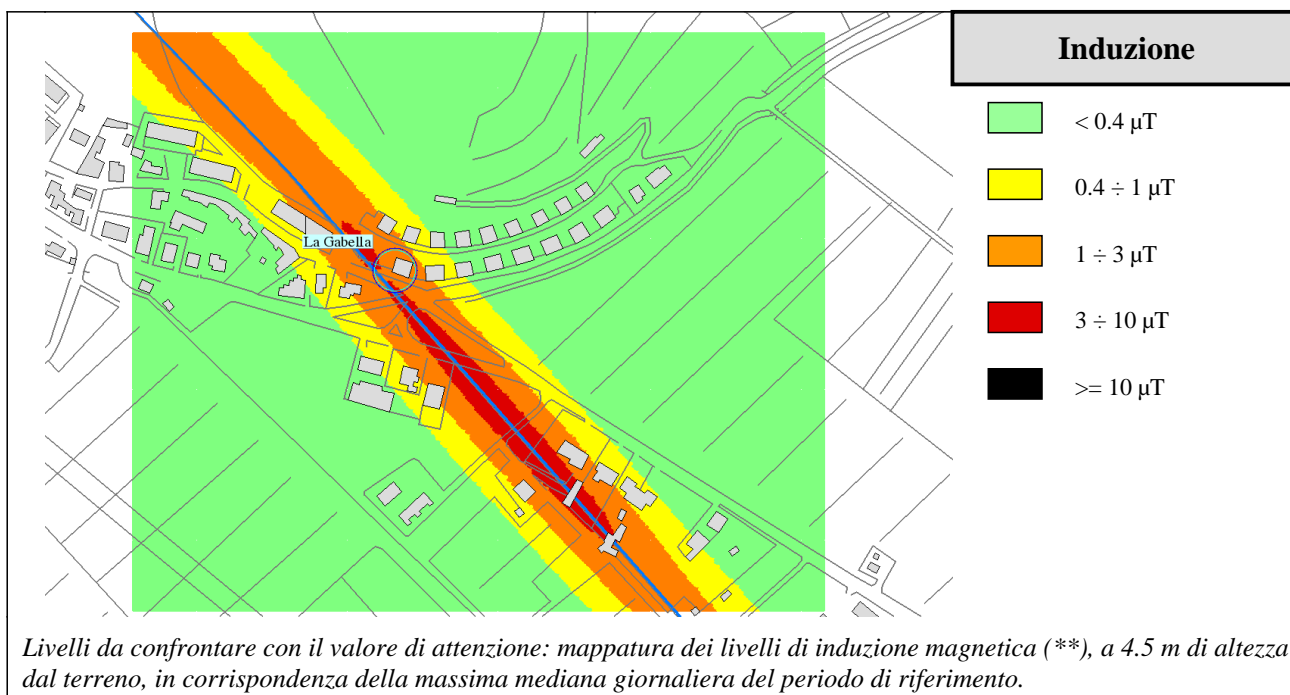 Induzione
< 0.4 µT
0.4 ÷ 1 µT
1 ÷ 3 µT
3 ÷ 10 µT
>= 10 µT
La Gabella
Livelli da confrontare con il valore di attenzione: mappatura dei livelli di induzione magnetica (**), a 4.5 m di altezza
dal terreno, in corrispondenza della massima mediana giornaliera del periodo di riferimento.